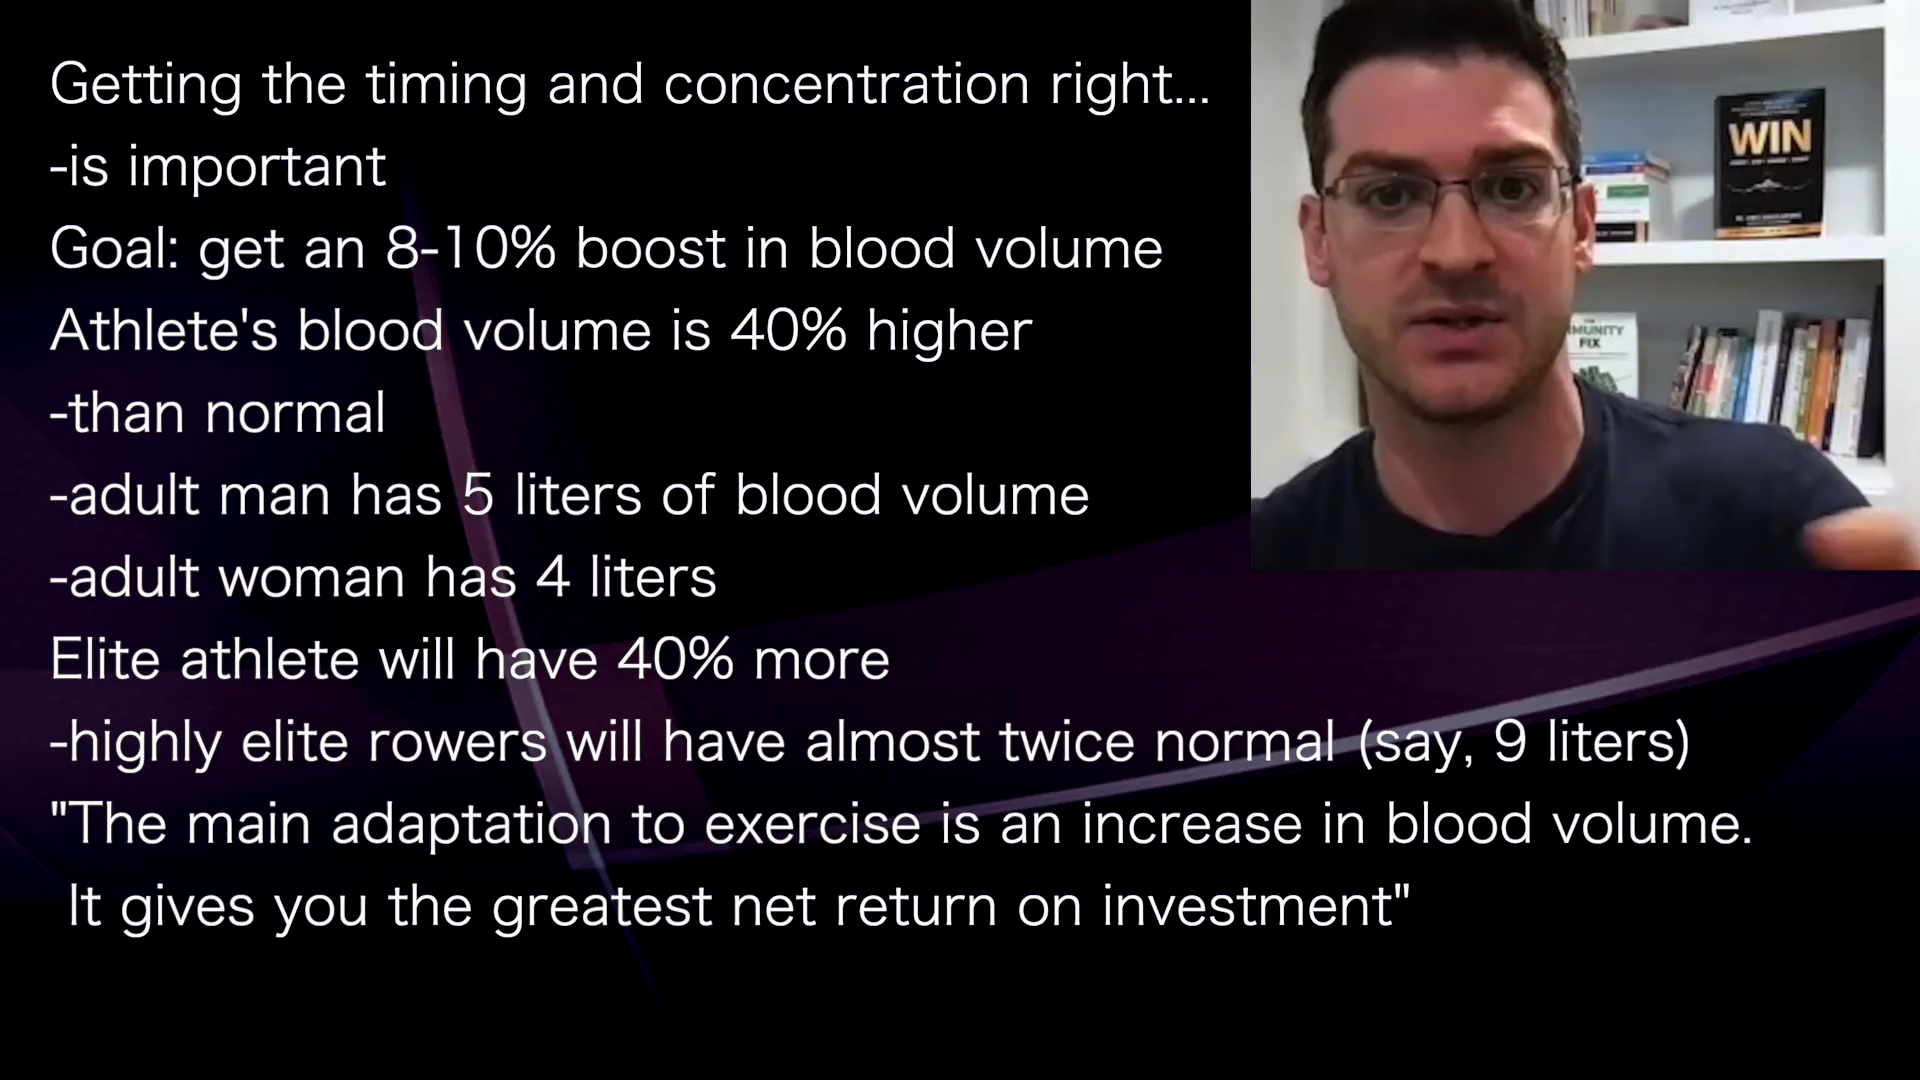 Getting the timing and concentration right...
-is important
Goal: get an 8-10% boost in blood volume
Athlete's blood volume is 40% higher
-than normal
-adult man has 5 liters of blood volume
-adult woman has 4 liters
Elite athlete will have 40% more
-highly elite rowers will have almost twice normal (say, 9 liters)
"The main adaptation to exercise is an increase in blood volume.
It gives you the greatest net return on investment"
WIN
MUNITY
FIX